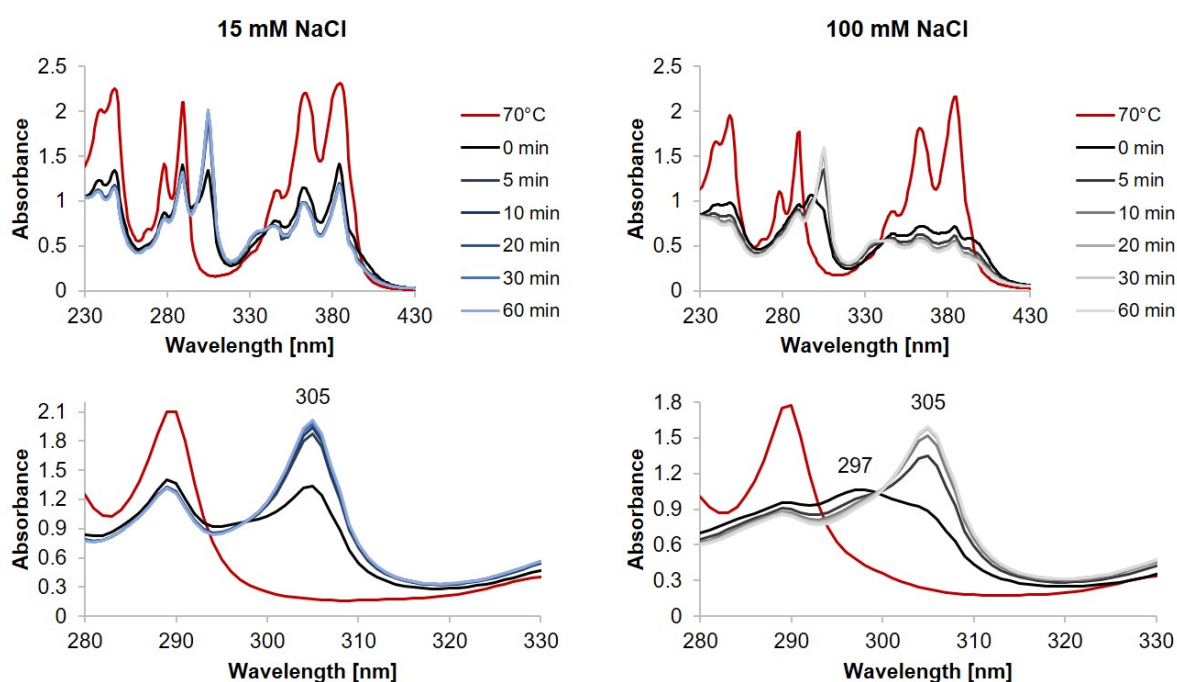 15 mM NaCl
Absorbance
2.5
2
1.5
1
0.5
0
230 280 330 380 430
Wavelength [nm]
70°C
0 min
5 min
10 min
20 min
30 min
60 min
100 mM NaCl
Absorbance
2.5
2
1.5
1
0.5
0
230 280 330 380 430
Wavelength [nm]
70°C
0 min
5 min
10 min
20 min
30 min
60 min
Absorbance
2.1
1.8
1.5
1.2
0.9
0.6
0.3
0
305
280 290 300 310 320 330
Wavelength [nm]
Absorbance
1.8
1.5
1.2
0.9
0.6
0.3
0
297
305
280 290 300 310 320 330
Wavelength [nm]